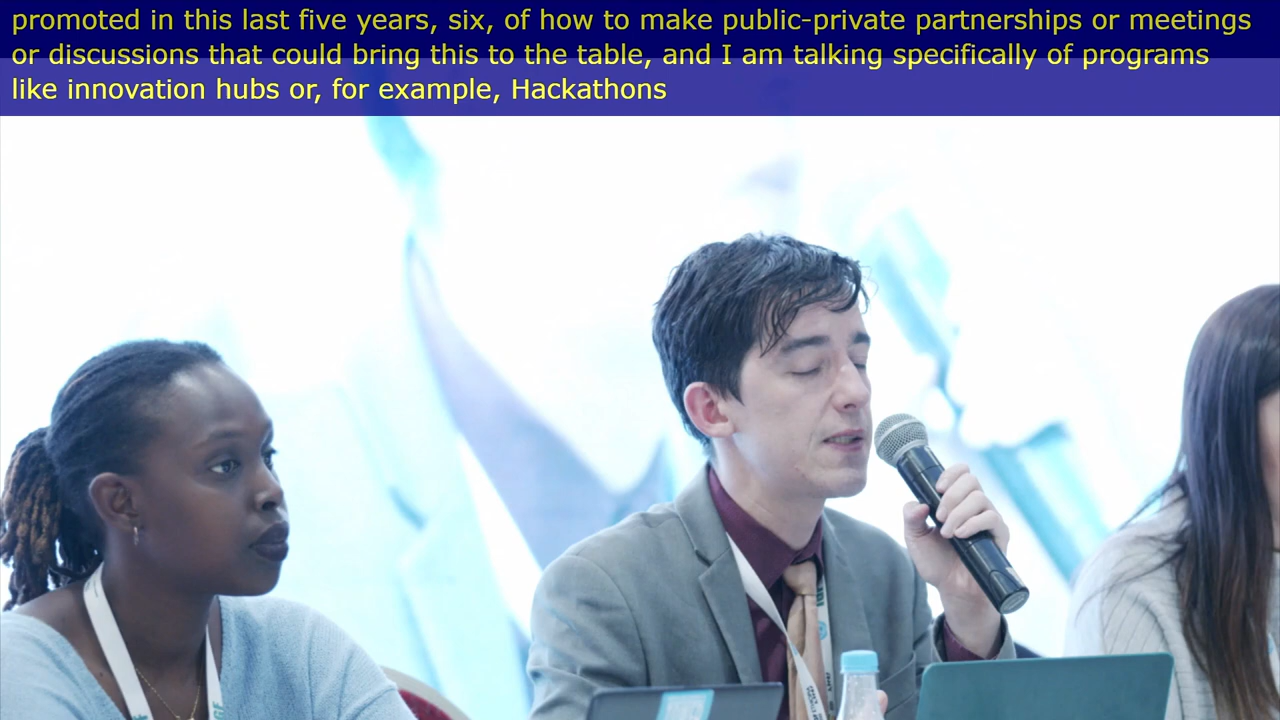 promoted in this last five years, six, of how to make public-private partnerships or meetings
or discussions that could bring this to the table, and I am talking specifically of programs
like innovation hubs or, for example, Hackathons